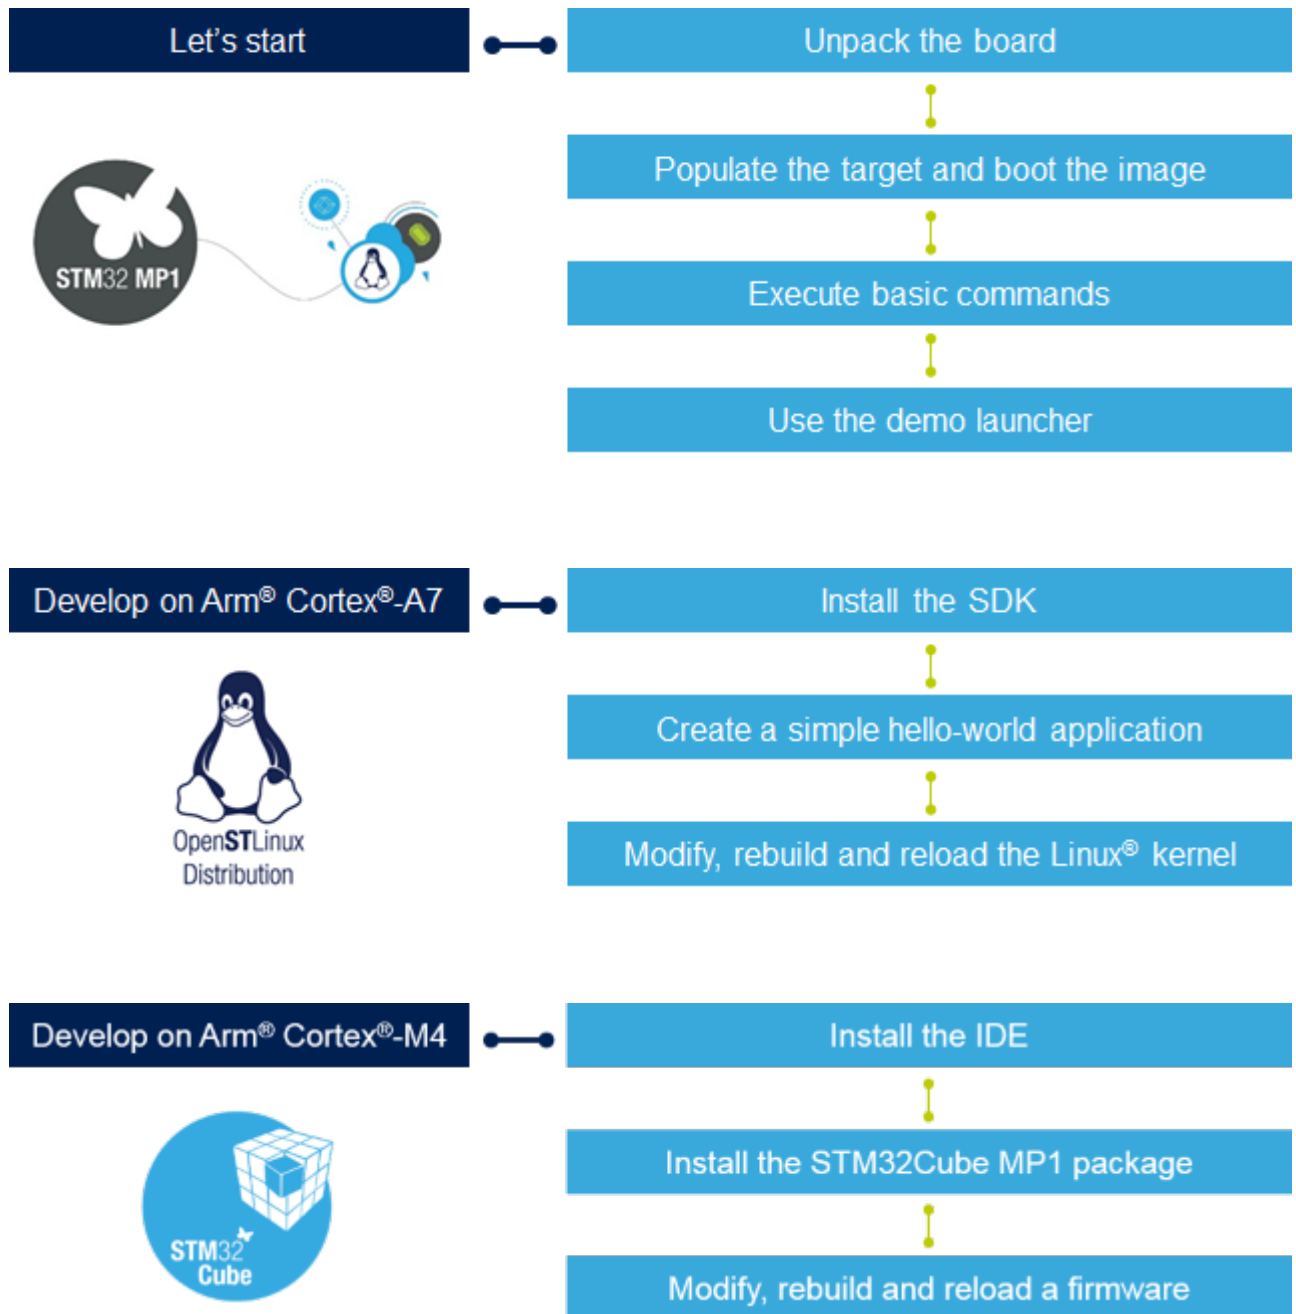 Let’s start
Unpack the board
Populate the target and boot the image
STM32 MP1
Execute basic commands
Use the demo launcher
Develop on Arm® Cortex®-A7
Install the SDK
Create a simple hello-world application
OpenSTLinux
Distribution
Modify, rebuild and reload the Linux® kernel
Develop on Arm® Cortex®-M4
Install the IDE
Install the STM32Cube MP1 package
STM32
Cube
Modify, rebuild and reload a firmware